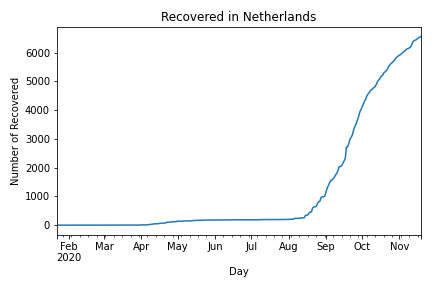 Recovered in Netherlands
Number of Recovered
6000
5000
4000
3000
2000
1000
0
Feb Mar Apr May Jun Jul Aug Sep Oct Nov
2020
Day